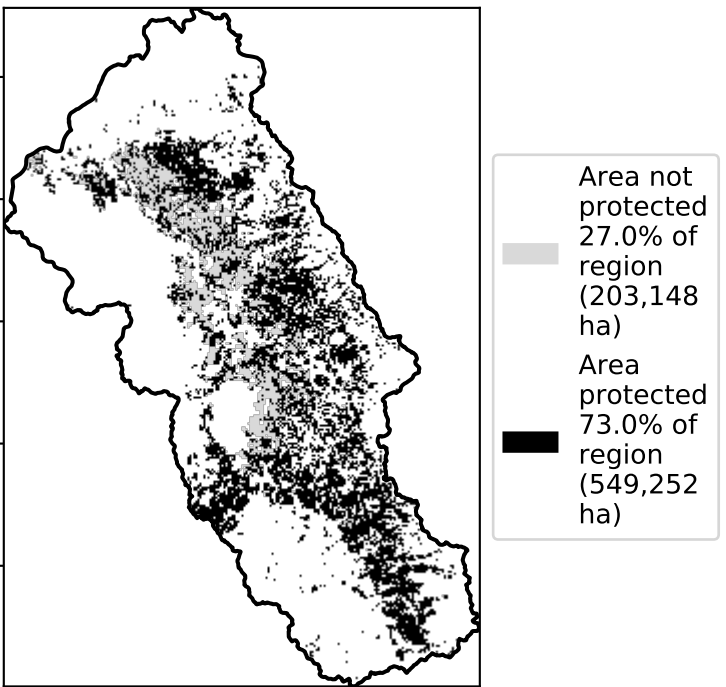 Area not
protected
27.0% of
region
(203,148
ha)
Area
protected
73.0% of
region
(549,252
ha)